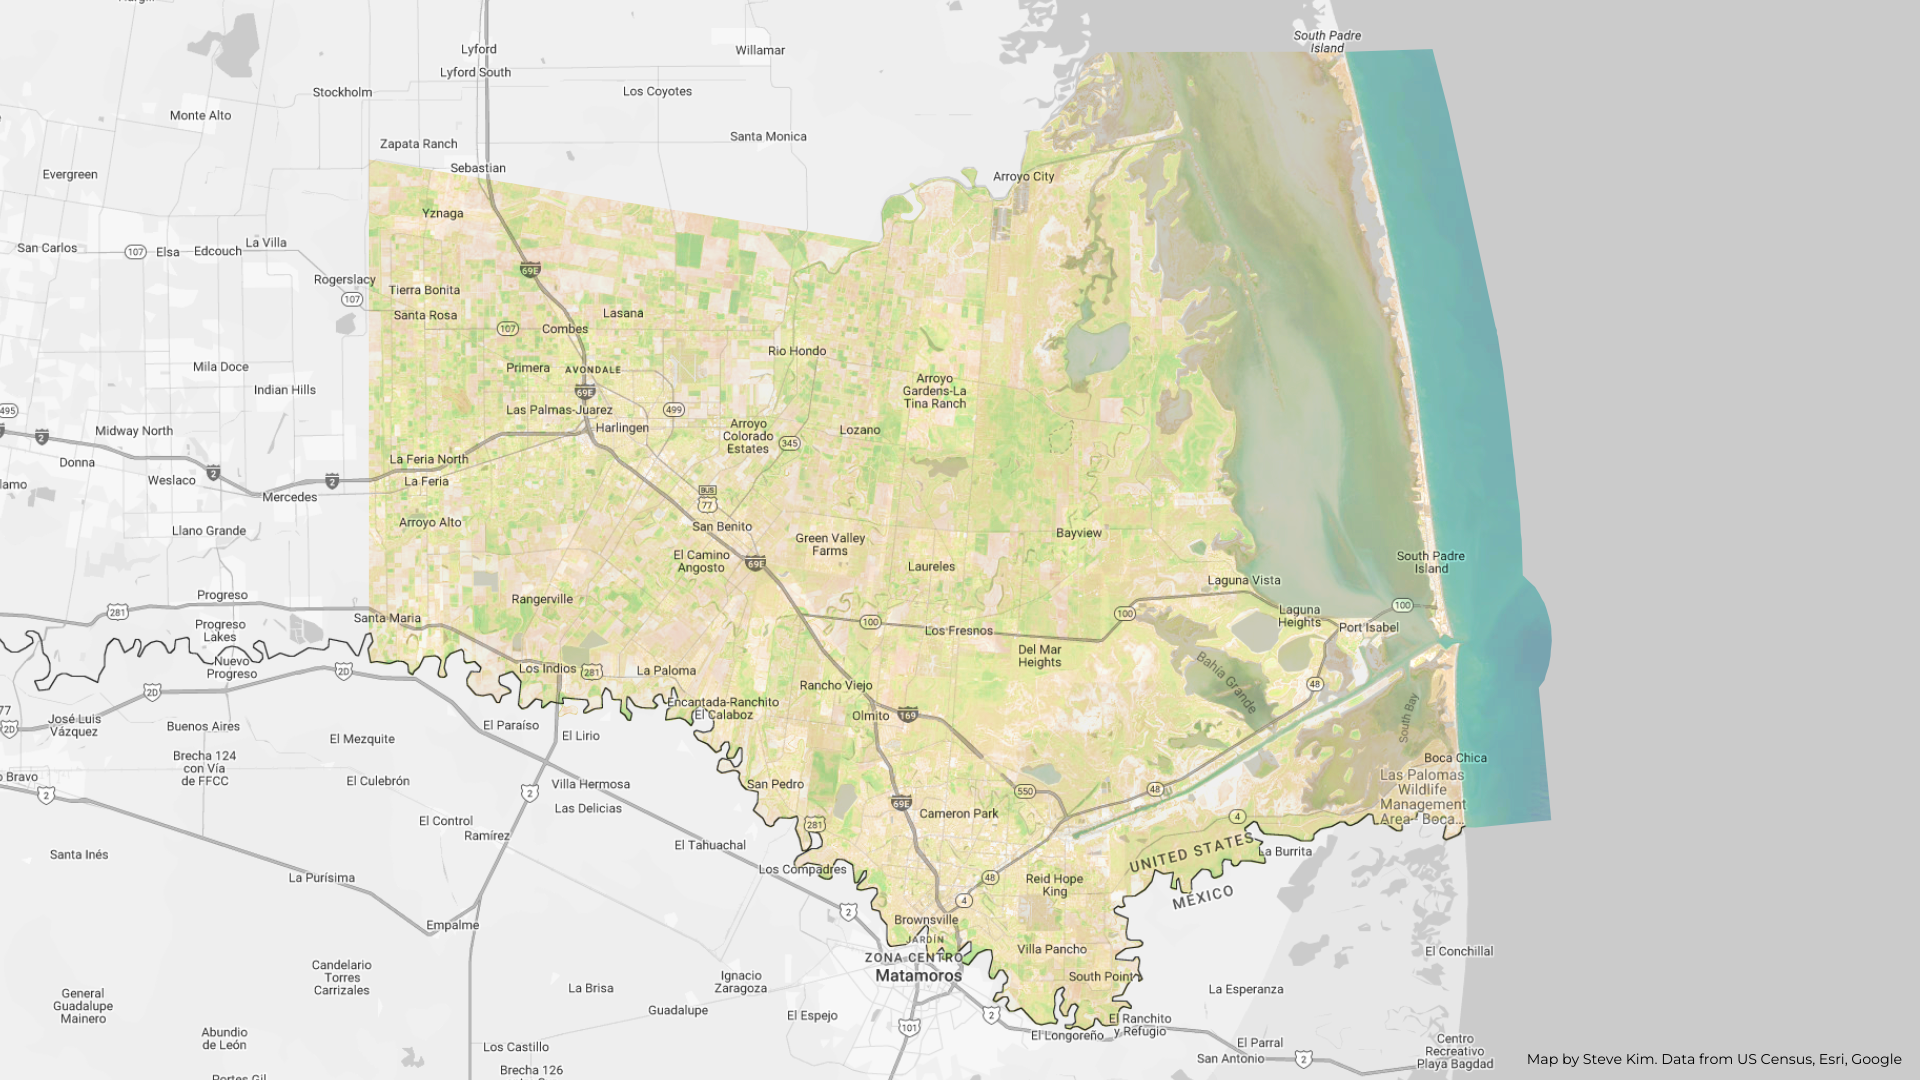 South Padre
Island
Lyford
Willamar
Lyford South
Stockholm
Los Coyotes
Monte Alto
Santa Monica
Zapata Ranch
Sebastian
Evergreen
Arroyo City
Yznaga
La Villa
San Carlos
107
Elsa
Edcouch
69E
Rogerslacy
Tierra Bonita
107
Santa Rosa
Lasana
107
Combes
Rio Hondo
Mila Doce
Primera
AVONDALE
Indian Hills
69E
Arroyo
Gardens-La
Tina Ranch
495
Las Palmas-Juarez
499
Harlingen
Midway North
2
Arroyo
Colorado
Estates
345
Lozano
Donna
La Feria North
2
Weslaco
2
La Feria
Mercedes
BUS
77
Arroyo Alto
Llano Grande
San Benito
Bayview
Green Valley
Farms
El Camino
Angosto
69E
Laureles
South Padre
Island
Laguna Vista
Progreso
Rangerville
281
100
100
Laguna
Heights
Santa Maria
100
Progreso
Lakes
Los Fresnos
Port Isabel
Nuevo
Progreso
Del Mar
Heights
2D
Los Indios
281
La Paloma
Bahía Grande
48
2D
Rancho Viejo
Encantada-Ranchito
El Calaboz
77
2D
José Luis
Vázquez
Buenos Aires
El Paraíso
Olmito
169
South Bay
El Mezquite
El Lirio
Brecha 124
con Vía
de FFCC
Boca Chica
Las Palomas
Wildlife
Management
Area - Boca...
o Bravo
2
El Culebrón
Villa Hermosa
2
San Pedro
550
48
Las Delicias
69E
Cameron Park
El Control
281
4
Ramírez
UNITED STATES
El Tahuachal
La Burrita
Santa Inés
Los Compadres
La Purísima
48
Reid Hope
King
MÉXICO
4
2
Empalme
Brownsville
JARDÍN
Villa Pancho
El Conchillal
ZONA CENTRO
Matamoros
Candelario
Torres
Carrizales
South Point
Ignacio
Zaragoza
La Brisa
La Esperanza
General
Guadalupe
Mainero
Guadalupe
El Espejo
2
101
El Ranchito
y Refugio
Abundio
de León
El Longoreño
El Parral
Los Castillo
San Antonio
2
Centro
Recreativo
Playa Bagdad
Brecha 126
Map by Steve Kim. Data from US Census, Esri, Google